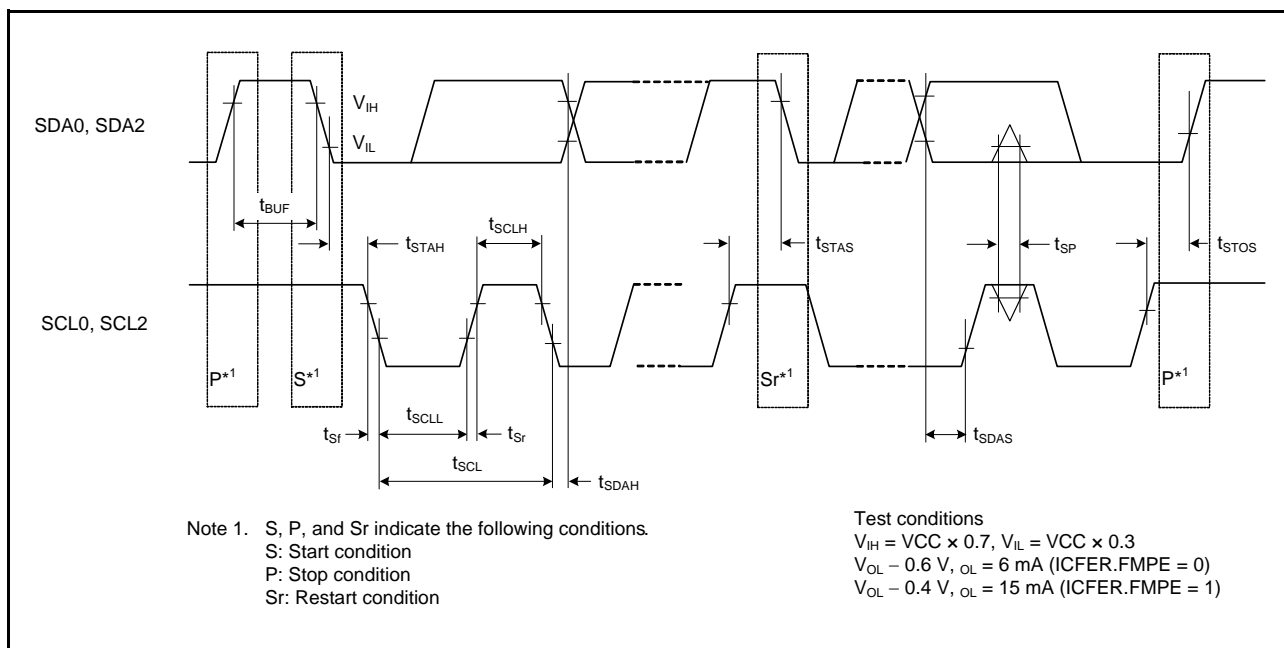 SDA0, SDA2
V_IH
V_IL
t_BUF
t_STAH
t_SCLH
t_STAS
t_SP
t_STOS
SCL0, SCL2
P*1
S*1
Sr*1
P*1
t_Sf
t_SCLL
t_Sr
t_SCL
t_SDAH
t_SDAS
Note 1. S, P, and Sr indicate the following conditions.
S: Start condition
P: Stop condition
Sr: Restart condition
Test conditions
V_IH = VCC × 0.7, V_IL = VCC × 0.3
V_OL – 0.6 V, _OL = 6 mA (ICFER.FMPE = 0)
V_OL – 0.4 V, _OL = 15 mA (ICFER.FMPE = 1)